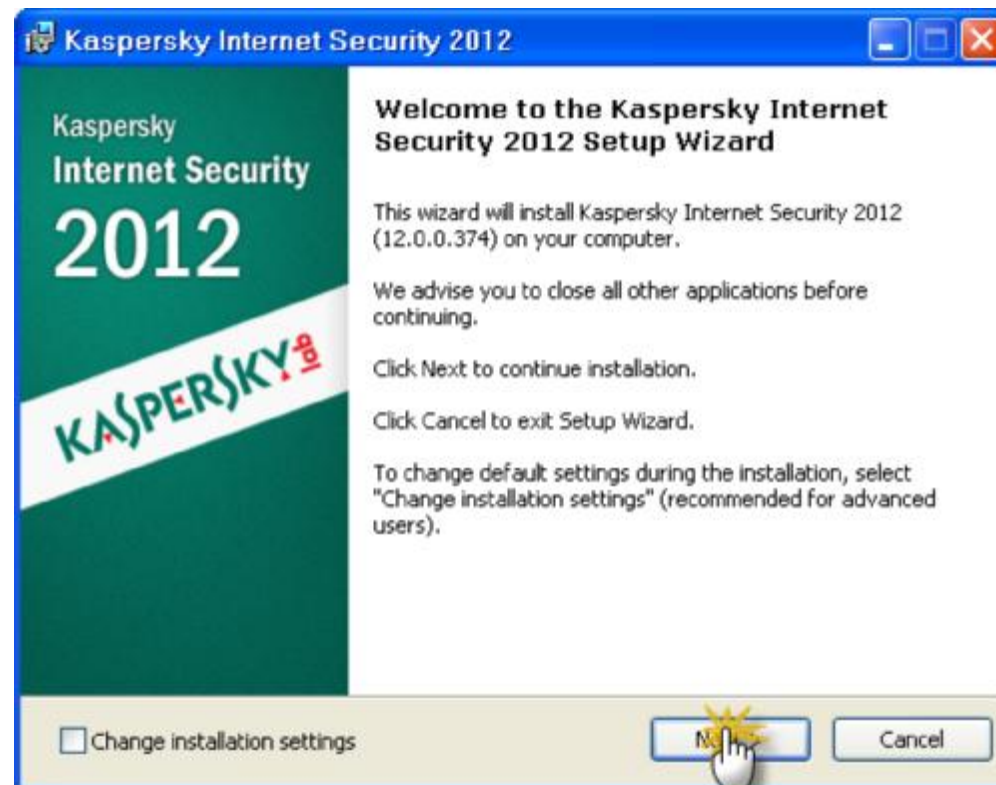 Kaspersky Internet Security 2012
Kaspersky
Internet Security
2012
KASPERSKY lab
Welcome to the Kaspersky Internet
Security 2012 Setup Wizard
This wizard will install Kaspersky Internet Security 2012
(12.0.0.374) on your computer.
We advise you to close all other applications before
continuing.
Click Next to continue installation.
Click Cancel to exit Setup Wizard.
To change default settings during the installation, select
"Change installation settings" (recommended for advanced
users).
Change installation settings
Cancel